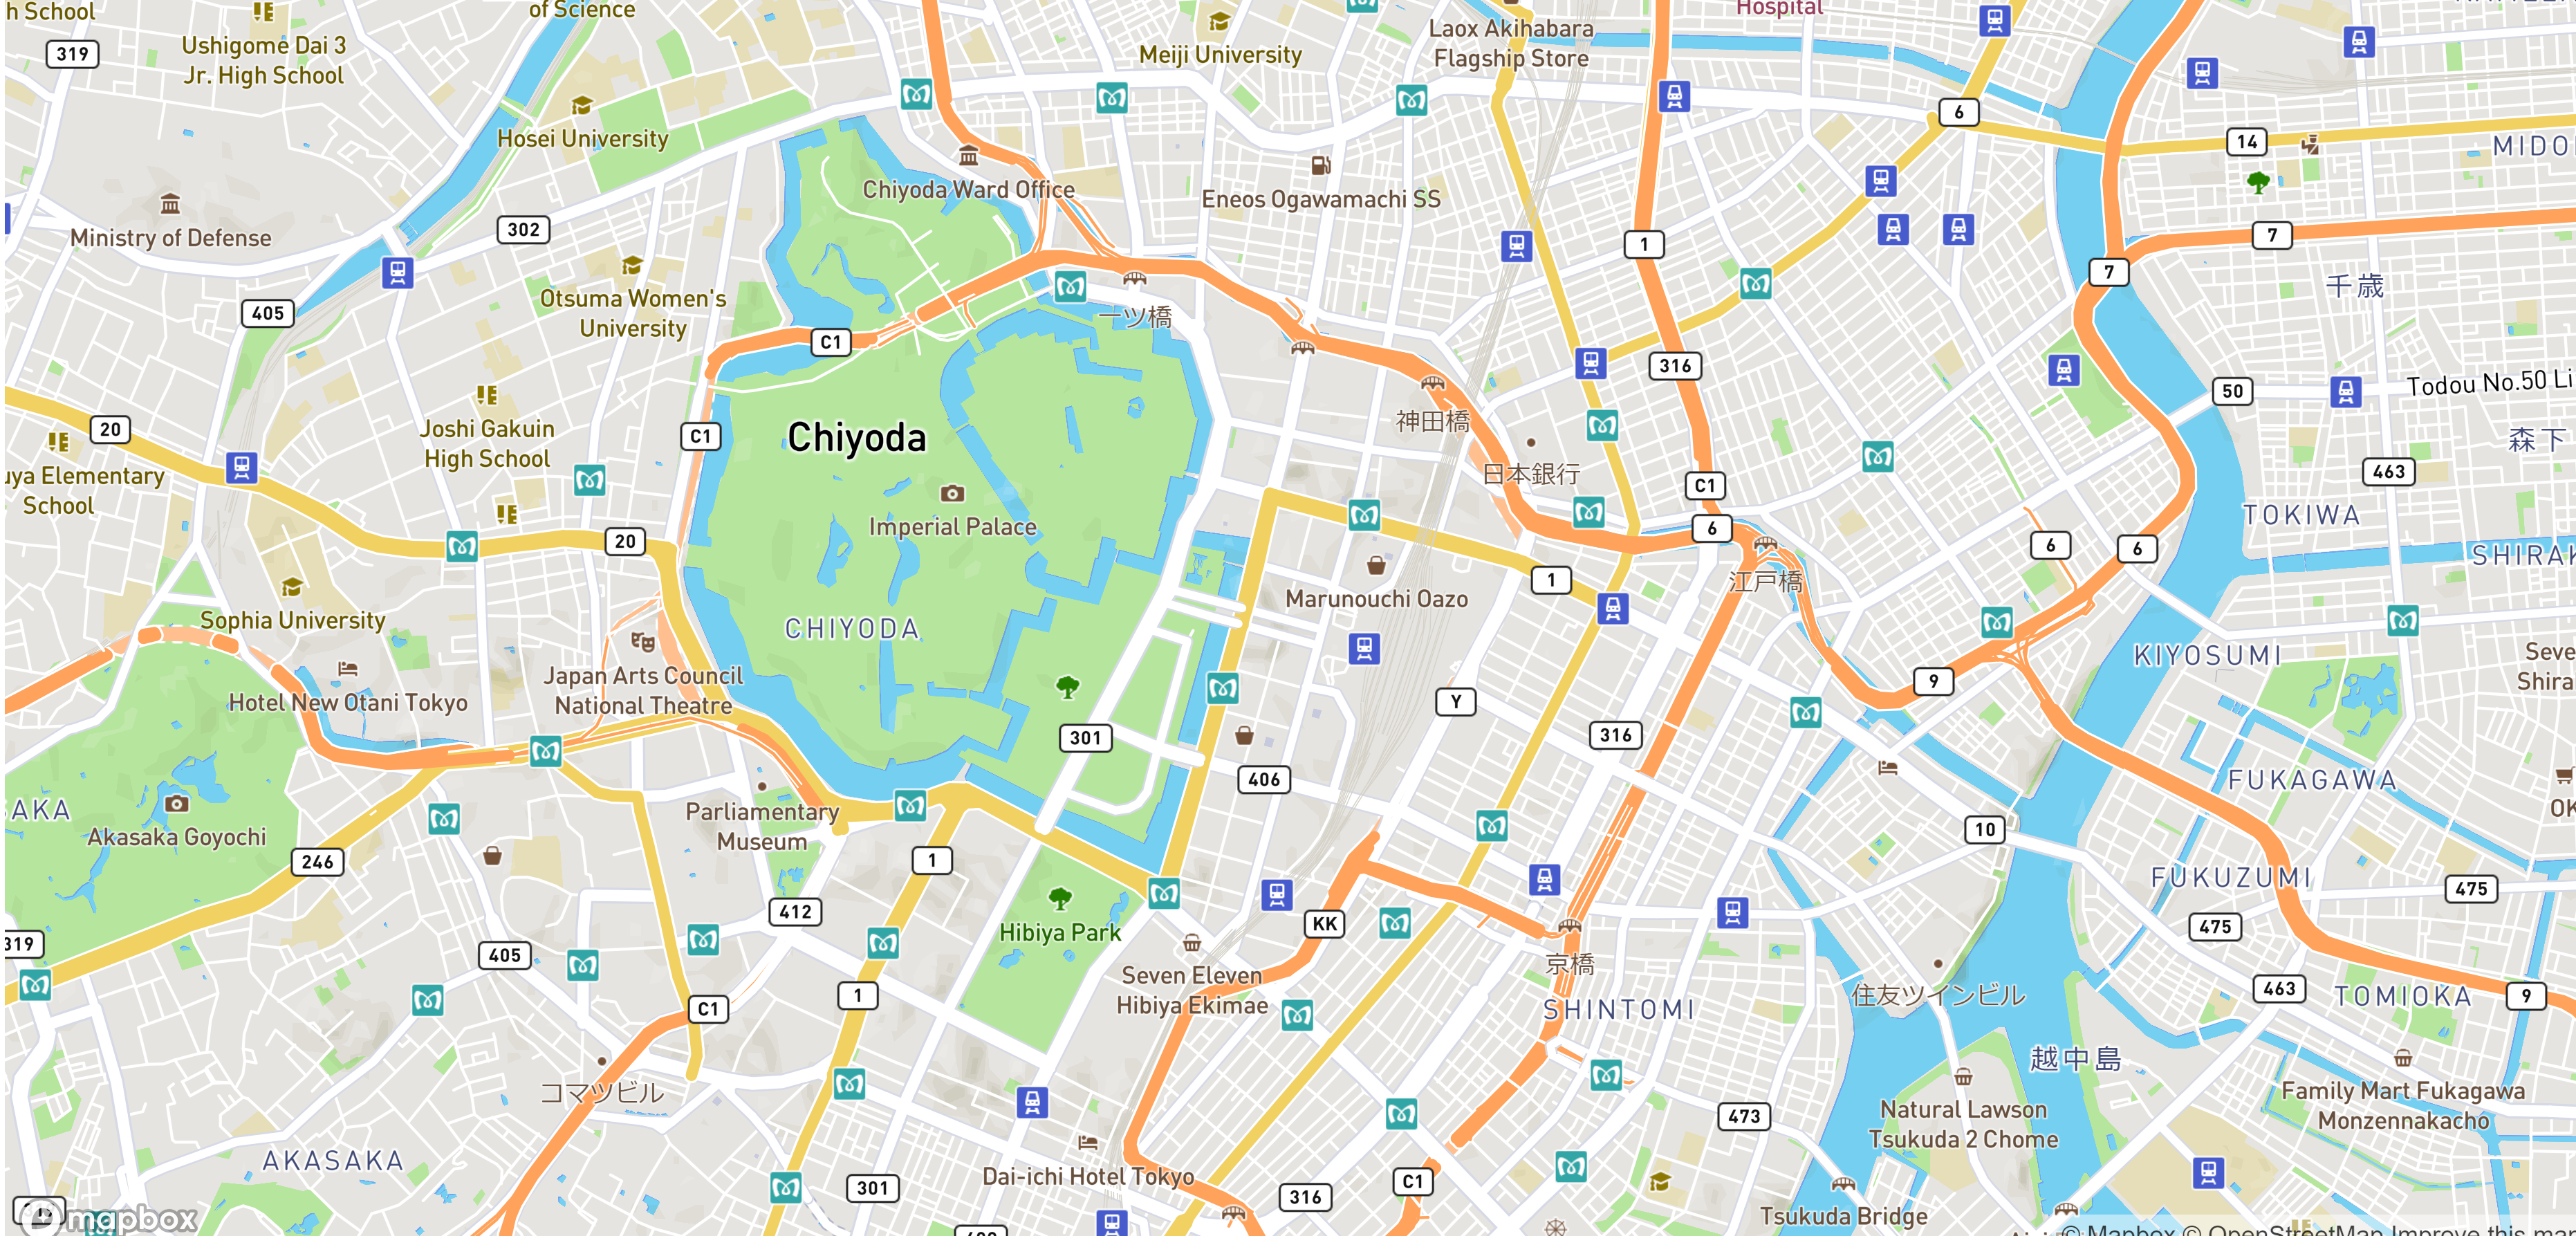 h School
of Science
Hospital
319
Ushigome Dai 3
Jr. High School
Meiji University
Laox Akihabara
Flagship Store
Hosei University
6
14
MIDO
Chiyoda Ward Office
Eneos Ogawamachi SS
Ministry of Defense
302
1
7
7
千歳
Otsuma Women's
University
405
一ツ橋
C1
316
Todou No.50 Li
50
20
Joshi Gakuin
High School
C1
Chiyoda
神田橋
森下
uya Elementary
School
日本銀行
463
C1
Imperial Palace
TOKIWA
20
6
6
6
SHIRAK
1
江戸橋
Marunouchi Oazo
Sophia University
CHIYODA
KIYOSUMI
Seve
Shira
Japan Arts Council
National Theatre
Hotel New Otani Tokyo
9
Y
301
316
406
FUKAGAWA
AKA
Akasaka Goyochi
Parliamentary
Museum
OK
10
246
1
FUKUZUMI
475
412
KK
475
319
Hibiya Park
405
京橋
Seven Eleven
Hibiya Ekimae
1
C1
SHINTOMI
住友ツインビル
463
TOMIOKA
9
越中島
コマツビル
Family Mart Fukagawa
Monzennakacho
Natural Lawson
Tsukuda 2 Chome
473
AKASAKA
Dai-ichi Hotel Tokyo
301
316
C1
Tsukuda Bridge
mapbox
© Mapbox © OpenStreetMap Improve this ma